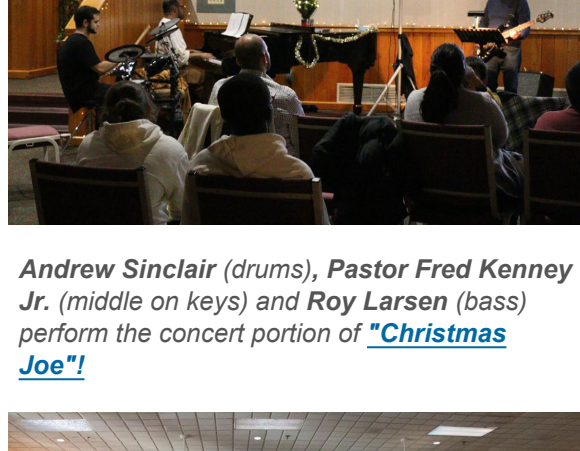 Andrew Sinclair (drums), Pastor Fred Kenney
Jr. (middle on keys) and Roy Larsen (bass)
perform the concert portion of "Christmas
Joe"!